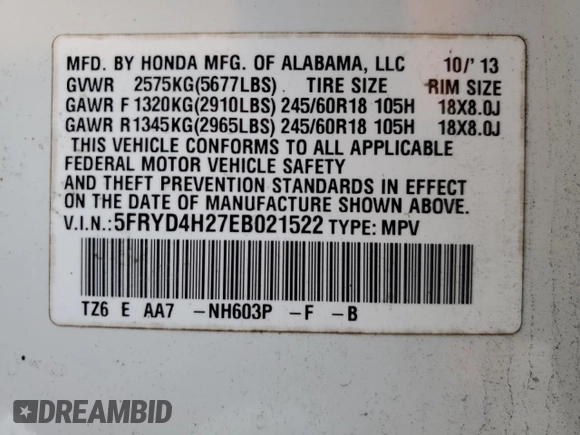 MFD. BY HONDA MFG. OF ALABAMA, LLC 10/' 13
GVWR 2575KG(5677LBS) TIRE SIZE RIM SIZE
GAWR F 1320KG(2910LBS) 245/60R18 105H 18X8.0J
GAWR R 1345KG(2965LBS) 245/60R18 105H 18X8.0J
THIS VEHICLE CONFORMS TO ALL APPLICABLE
FEDERAL MOTOR VEHICLE SAFETY
AND THEFT PREVENTION STANDARDS IN EFFECT
ON THE DATE OF MANUFACTURE SHOWN ABOVE.
V.I.N.:5FRYD4H27EB021522 TYPE: MPV
TZ6 E AA7 -NH603P -F -B
DREAMBID